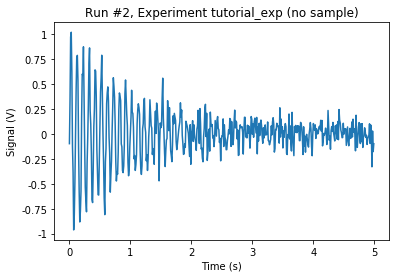 Run #2, Experiment tutorial_exp (no sample)
1
0.75
0.5
0.25
0
-0.25
-0.5
-0.75
-1
Signal (V)
0 1 2 3 4 5
Time (s)